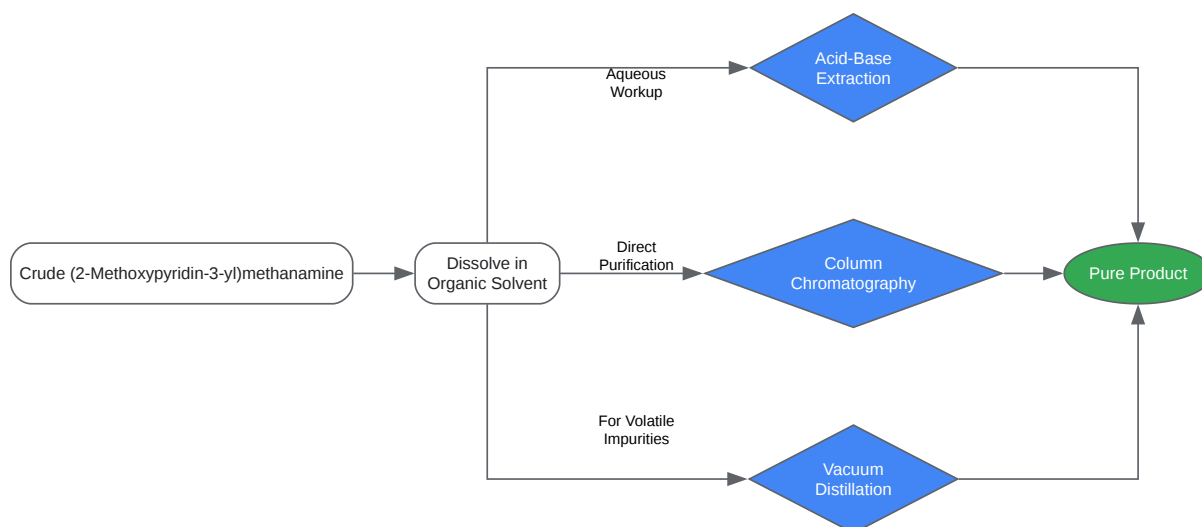 Crude (2-Methoxypyridin-3-yl)methanamine
Dissolve in
Organic Solvent
Aqueous
Workup
Acid-Base
Extraction
Direct
Purification
Column
Chromatography
For Volatile
Impurities
Vacuum
Distillation
Pure Product